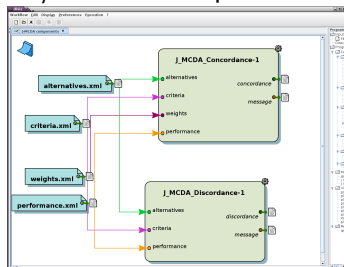 Workflow Edit Display Preferences Operation ?
J-MCDA components
J_MCDA_Concordance-1
alternatives
criteria
weights
performance
concordance
message
alternatives.xml
criteria.xml
weights.xml
performance.xml
J_MCDA_Discordance-1
alternatives
criteria
performance
discordance
message